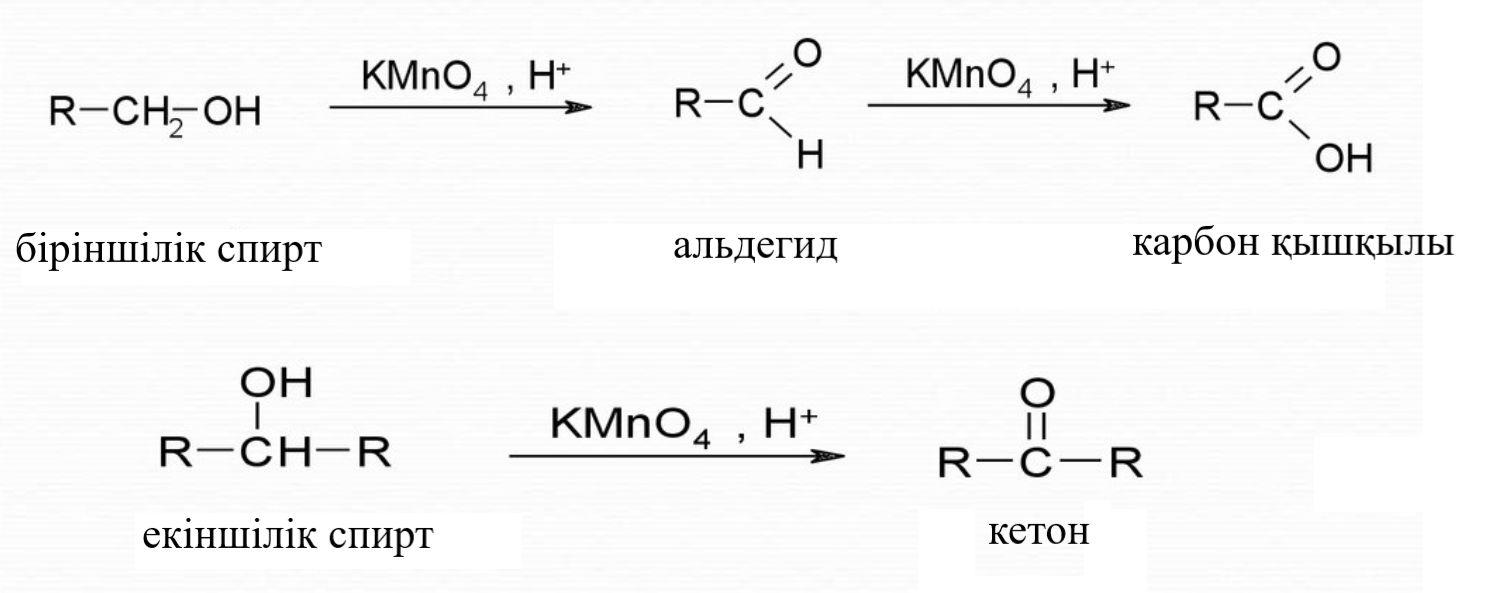 R—CH₂—OH KMnO₄ , H⁺ R—C O H KMnO₄ , H⁺ R—C O OH
біріншілік спирт альдегид карбон қышқылы
OH O
R—CH—R KMnO₄ , H⁺ R—C—R
екіншілік спирт кетон